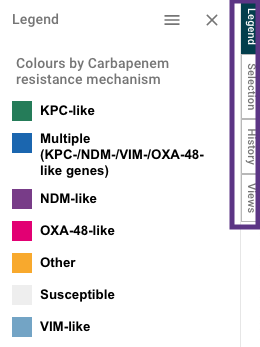 Legend
Colours by Carbapenem
resistance mechanism
KPC-like
Multiple
(KPC-/NDM-/VIM-/OXA-48-
like genes)
NDM-like
OXA-48-like
Other
Susceptible
VIM-like
Legend
Selection
History
Views